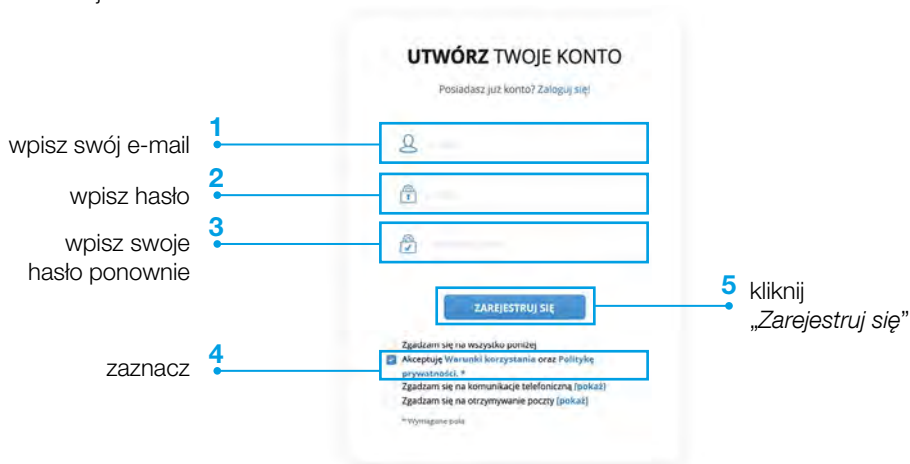 UTWÓRZ TWOJE KONTO
Posiadasz już konto? Zaloguj się!
1
wpisz swój e-mail
2
wpisz hasło
3
wpisz swoje
hasło ponownie
ZAREJESTRUJ SIĘ
5 kliknij
„Zarejestruj się”
Zgadzam się na wszystko poniżej
4
zaznacz
Akceptuję Warunki korzystania oraz Politykę
prywatności. *
Zgadzam się na komunikacje telefoniczną [pokaż]
Zgadzam się na otrzymywanie poczty [pokaż]
* Wymagane pola